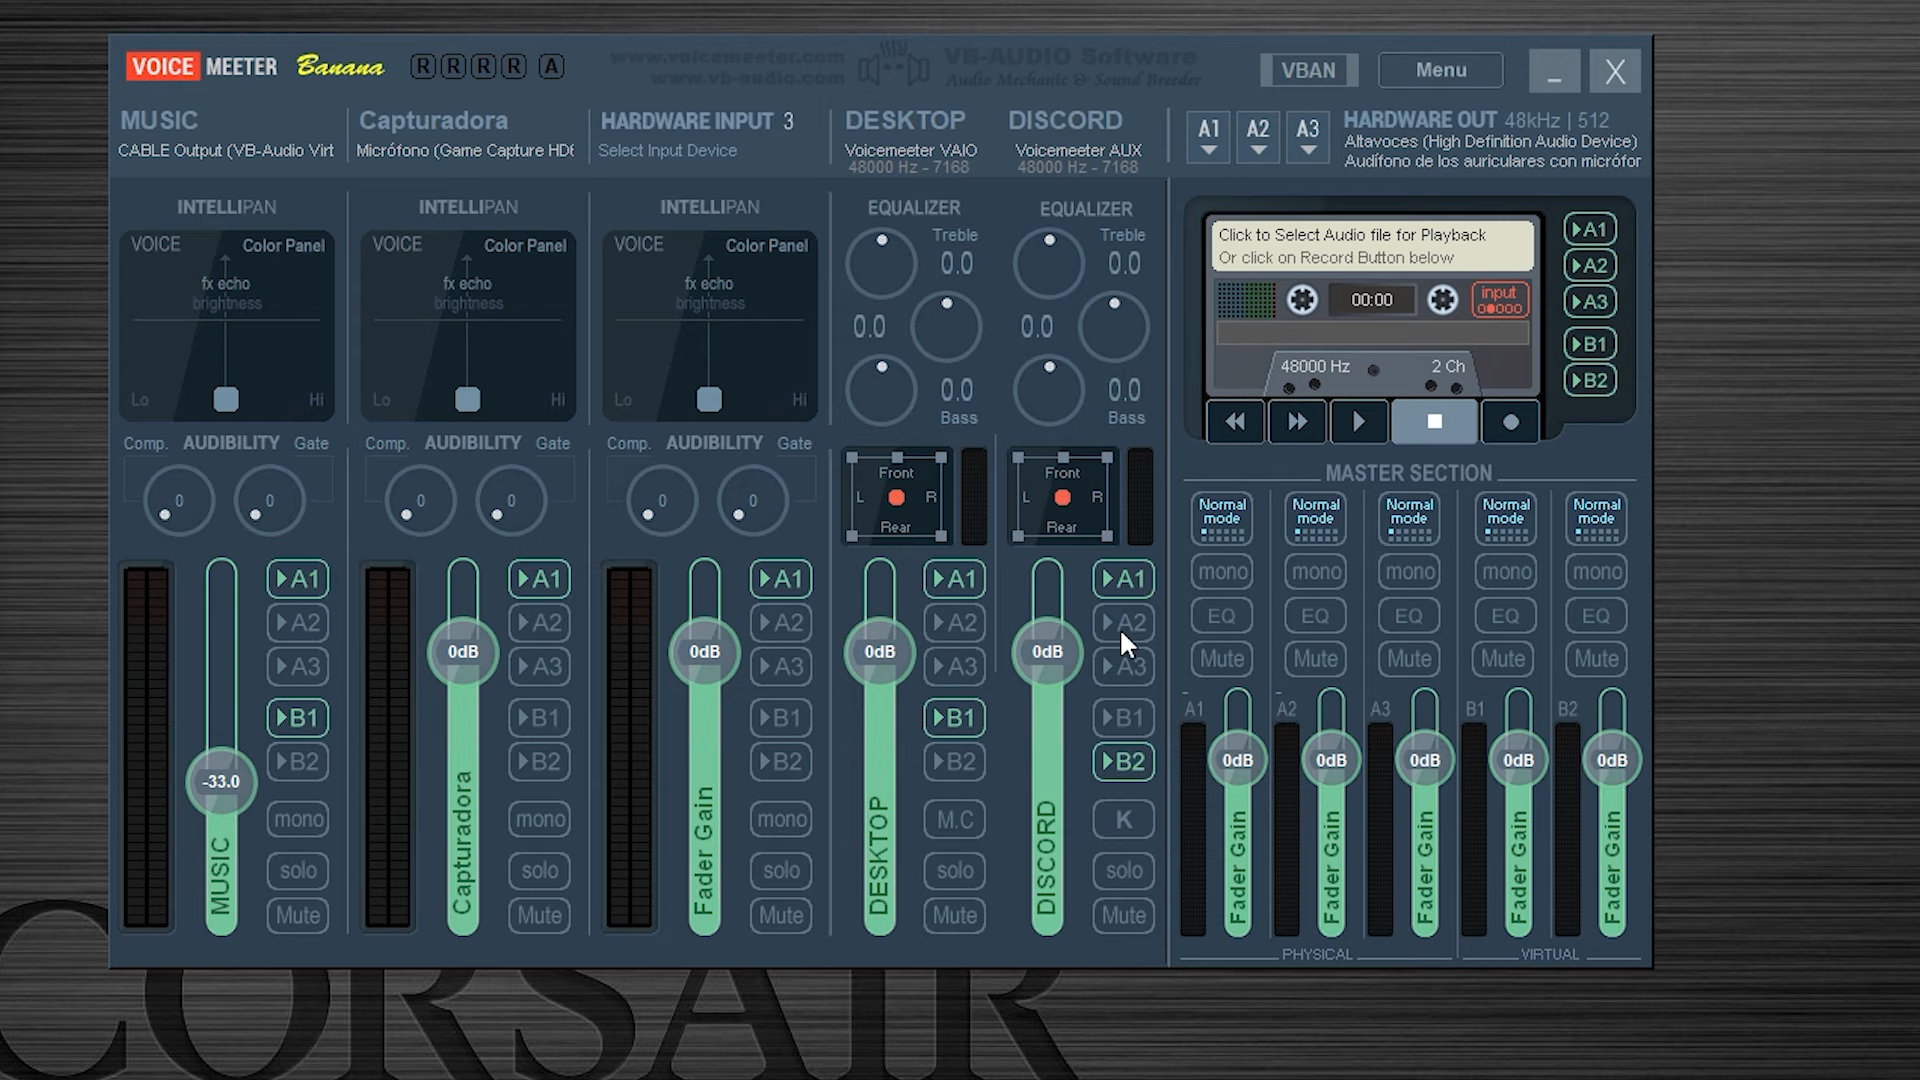 VOICE MEETER Banana R R R R A
www.voicemeeter.com
www.vb-audio.com
VB-AUDIO Software
Audio Mechanic & Sound Breeder
VBAN
Menu
_ X
MUSIC
CABLE Output (VB-Audio Virt
Capturadora
Micrófono (Game Capture HD6
HARDWARE INPUT 3
Select Input Device
DESKTOP
Voicemeeter VAIO
48000 Hz - 7168
DISCORD
Voicemeeter AUX
48000 Hz - 7168
A1 A2 A3
HARDWARE OUT 48kHz | 512
Altavoces (High Definition Audio Device)
Audífono de los auriculares con micrófor
INTELLIPAN
VOICE Color Panel
fx echo
brightness
Lo Hi
Comp. AUDIBILITY Gate
0 0
A1
A2
A3
B1
B2
mono
solo
Mute
-33.0
MUSIC
INTELLIPAN
VOICE Color Panel
fx echo
brightness
Lo Hi
Comp. AUDIBILITY Gate
0 0
A1
A2
A3
B1
B2
mono
solo
Mute
0dB
Capturadora
INTELLIPAN
VOICE Color Panel
fx echo
brightness
Lo Hi
Comp. AUDIBILITY Gate
0 0
A1
A2
A3
B1
B2
mono
solo
Mute
0dB
Fader Gain
EQUALIZER
Treble
0.0
0.0
0.0
Bass
Front
L R
Rear
A1
A2
A3
B1
B2
M.C
solo
Mute
0dB
DESKTOP
EQUALIZER
Treble
0.0
0.0
0.0
Bass
Front
L R
Rear
A1
A2
A3
B1
B2
K
solo
Mute
0dB
DISCORD
Click to Select Audio file for Playback
Or click on Record Button below
00:00
input
48000 Hz 2 Ch
A1
A2
A3
B1
B2
MASTER SECTION
Normal mode Normal mode Normal mode Normal mode Normal mode
mono mono mono mono mono
EQ EQ EQ EQ EQ
Mute Mute Mute Mute Mute
A1 A2 A3 B1 B2
0dB 0dB 0dB 0dB 0dB
Fader Gain Fader Gain Fader Gain Fader Gain Fader Gain
PHYSICAL VIRTUAL
CORSAIR